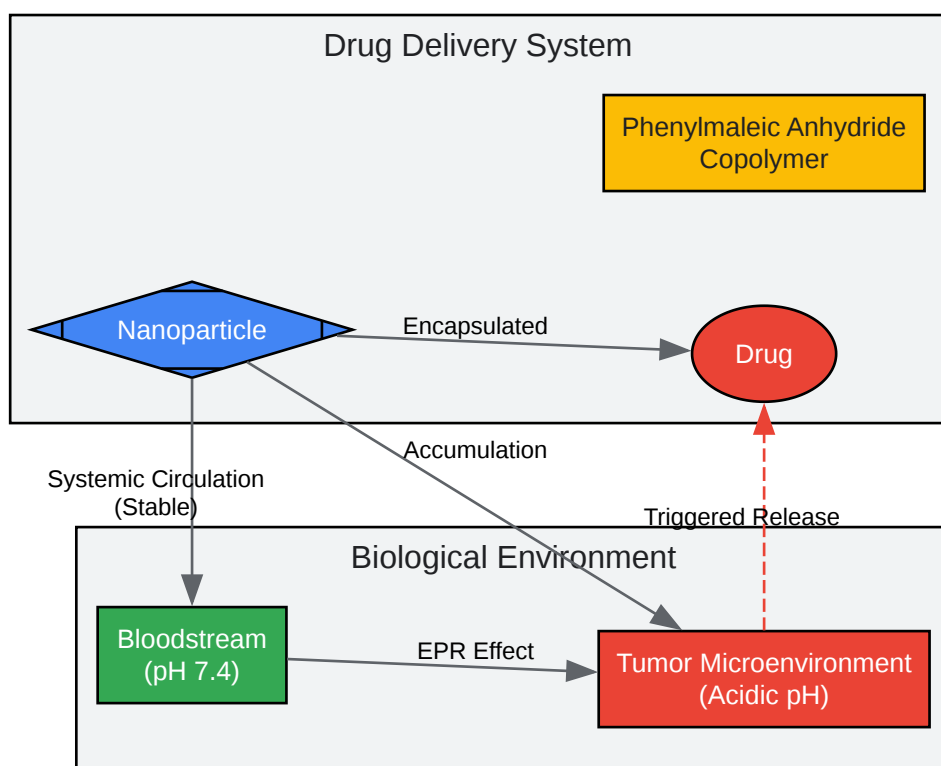 Drug Delivery System
Phenylmaleic Anhydride
Copolymer
Nanoparticle
Encapsulated
Drug
Accumulation
Systemic Circulation
(Stable)
Triggered Release
Biological Environment
Bloodstream
(pH 7.4)
EPR Effect
Tumor Microenvironment
(Acidic pH)